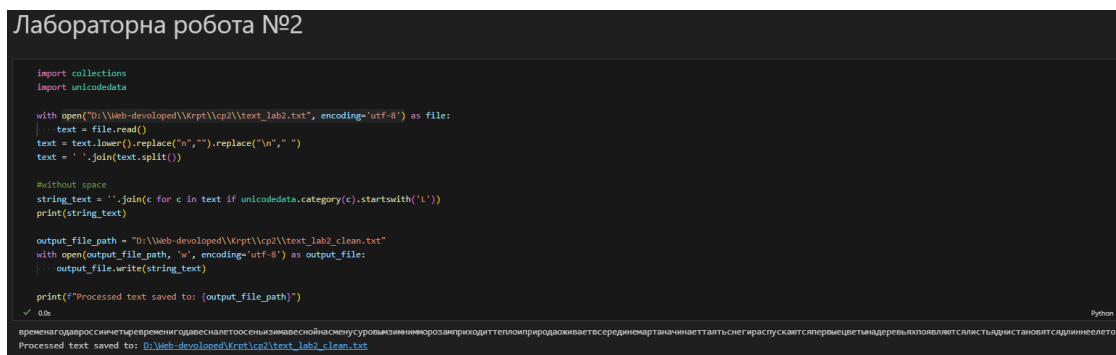 Лабораторна робота №2
import collections
import unicodedata
with open("D:\\Web-devoloped\\Krpt\\cp2\\text_lab2.txt", encoding='utf-8') as file:
    text = file.read()
text = text.lower().replace("n","").replace("\n"," ")
text = ' '.join(text.split())
#without space
string_text = ''.join(c for c in text if unicodedata.category(c).startswith('L'))
print(string_text)
output_file_path = "D:\\Web-devoloped\\Krpt\\cp2\\text_lab2_clean.txt"
with open(output_file_path, 'w', encoding='utf-8') as output_file:
    output_file.write(string_text)
print(f"Processed text saved to: {output_file_path}")
✓ 0.0s
Python
временагодавроссиичетыревременигодавесналетоосеньизимавеснойнасменусуровымзимнимморозамприходиттеплоиприродаоживаетвсерединемартаначинаеттаятьснегираспускаютсяпервыецветынадеревьяхпоявляютсялистьяднистановятсядлиннеелето
Processed text saved to: D:\Web-devoloped\Krpt\cp2\text_lab2_clean.txt